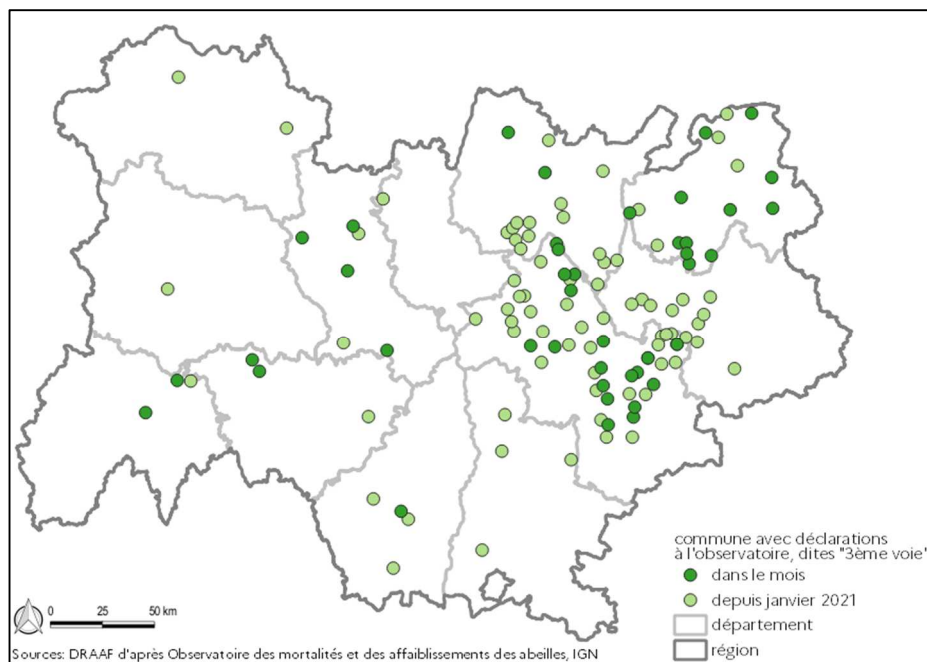 commune avec déclarations
à l'observatoire, dites "3ème voie"
dans le mois
depuis janvier 2021
département
région
0 25 50 km
Sources: DRAAF d'après Observatoire des mortalités et des affaiblissements des abeilles, IGN